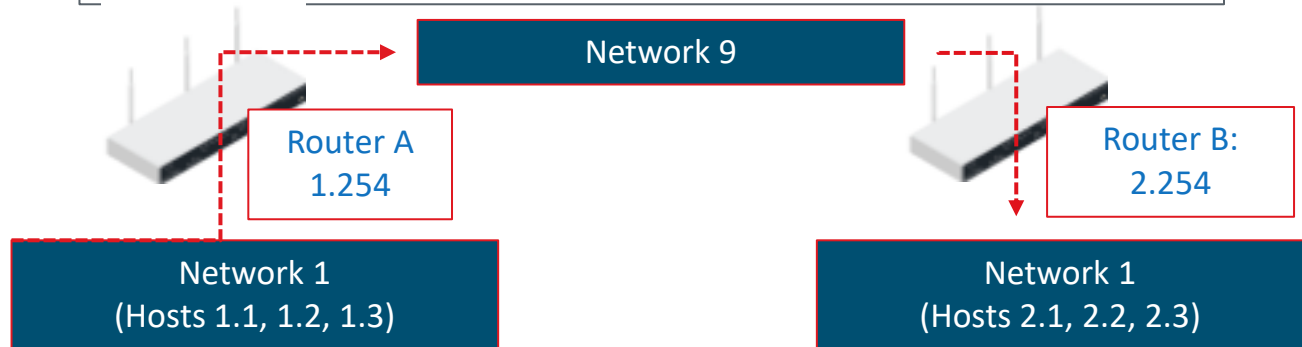 Network 9
Router A
1.254
Router B:
2.254
Network 1
(Hosts 1.1, 1.2, 1.3)
Network 1
(Hosts 2.1, 2.2, 2.3)